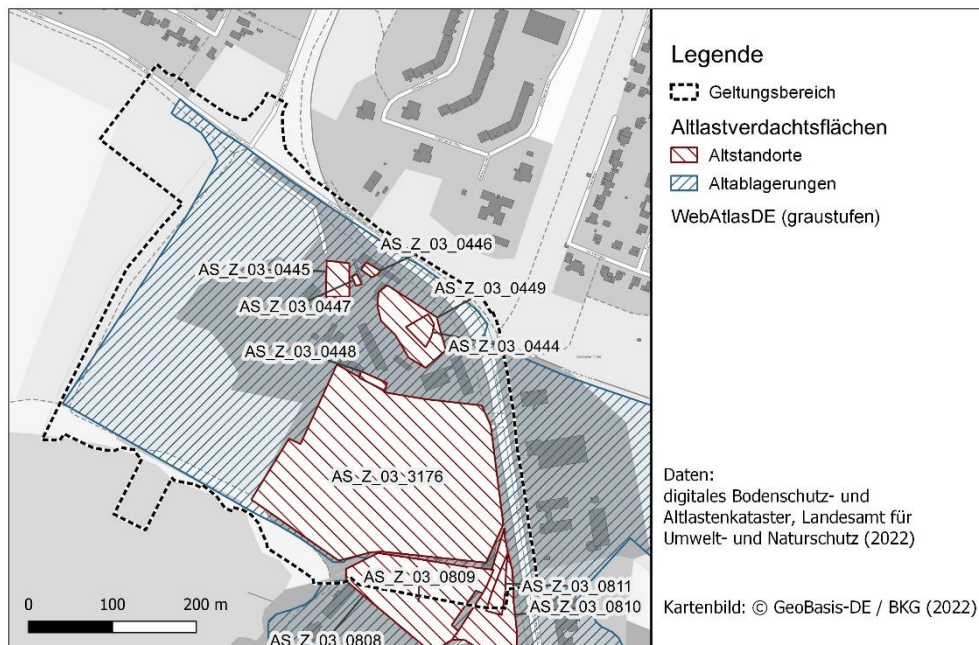 AS_Z_03_0446
AS_Z_03_0445
AS_Z_03_0449
AS_Z_03_0447
AS_Z_03_0444
AS_Z_03_0448
AS_Z_03_3176
AS_Z_03_0809
AS_Z_03_0811
AS_Z_03_0810
AS_Z_03_0808
0 100 200 m
Legende
Geltungsbereich
Altlastverdachtsflächen
Altstandorte
Altablagerungen
WebAtlasDE (graustufen)
Daten:
digitales Bodenschutz- und
Altlastenkataster, Landesamt für
Umwelt- und Naturschutz (2022)
Kartenbild: © GeoBasis-DE / BKG (2022)